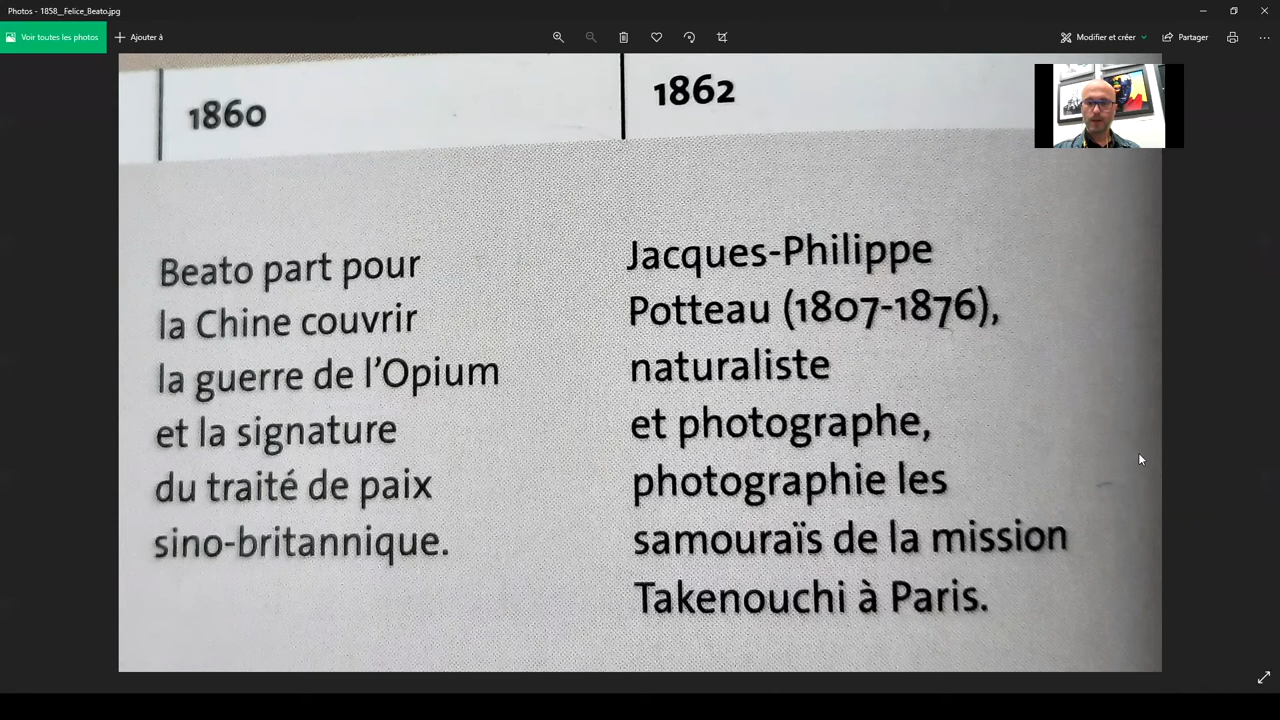 Photos - 1858__Felice_Beato.jpg
Voir toutes les photos
Ajouter à
Modifier et créer
Partager
1860
Beato part pour
la Chine couvrir
la guerre de l’Opium
et la signature
du traité de paix
sino-britannique.
1862
Jacques-Philippe
Potteau (1807-1876),
naturaliste
et photographe,
photographie les
samouraïs de la mission
Takenouchi à Paris.